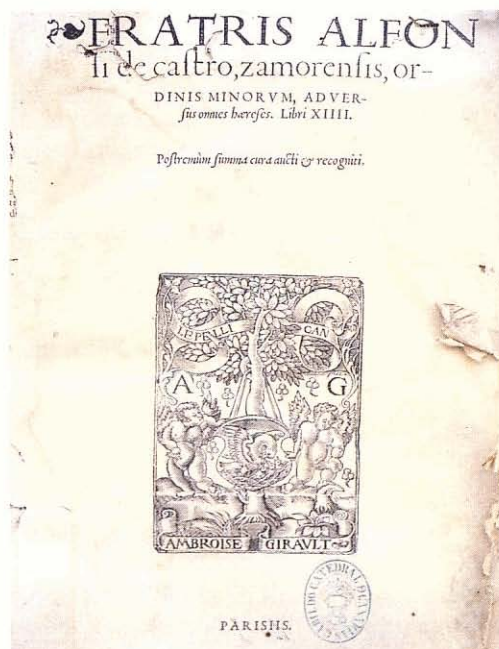 FRATRIS ALFON
ſi de caſtro, zamorenſis, or-
DINIS MINORVM, ADVER-
ſus omnes hæreſes. Libri XIIII.
Poſtremùm ſumma cura aucti & recogniti.
LE PELLI
CAN
A
G
AMBROISE GIRAVLT
PARISIIS.
CATEDRAL